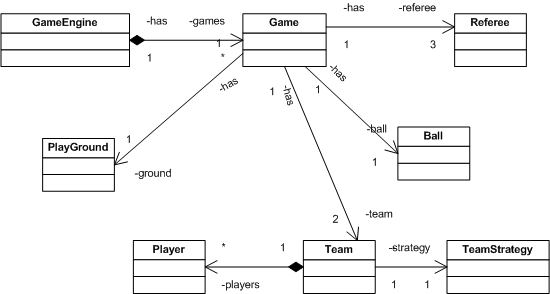 -has -referee
GameEngine -has -games Game Referee
1 1 1 3
* -has
-has -has
1 1
1 -ball Ball
PlayGround 1
-ground
-team
2
Player * 1 Team -strategy TeamStrategy
-players 1 1